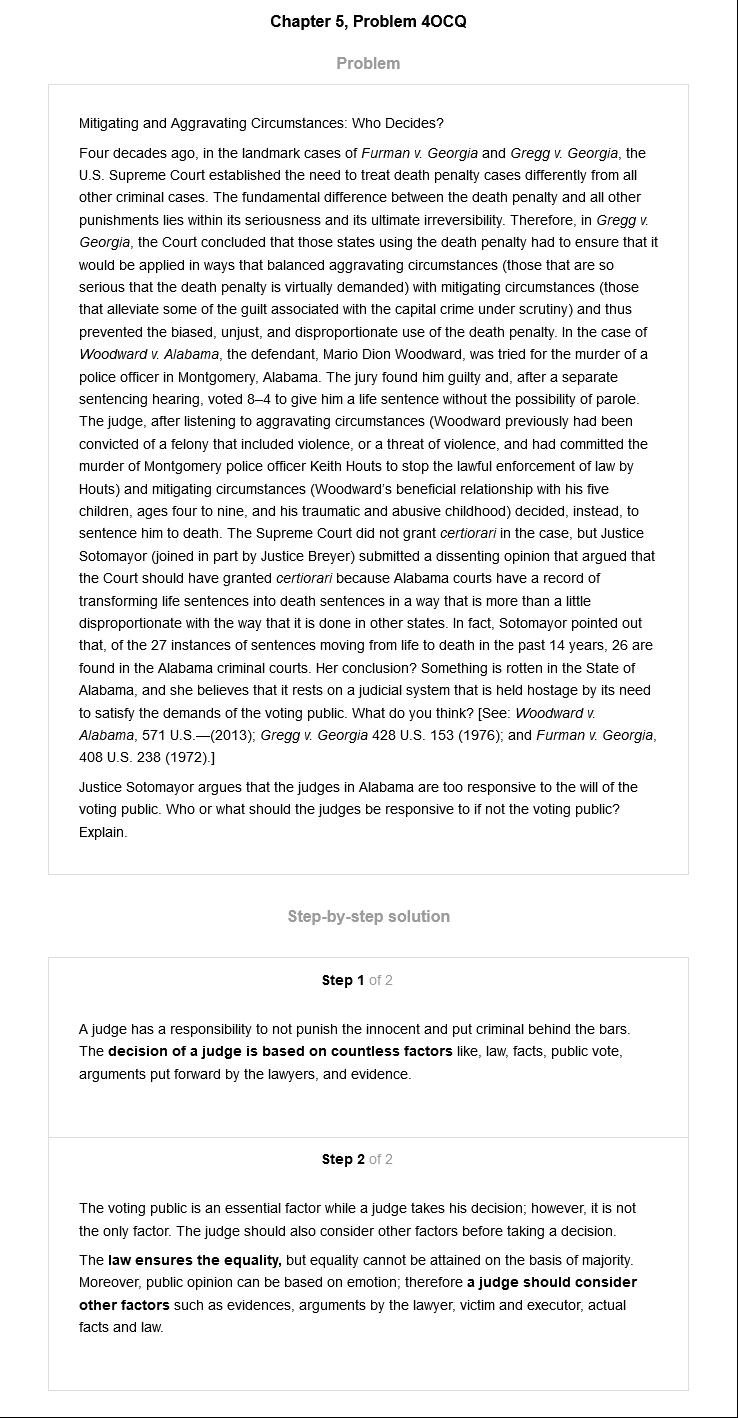 Chapter 5, Problem 4OCQ
Problem
Mitigating and Aggravating Circumstances: Who Decides?
Four decades ago, in the landmark cases of Furman v. Georgia and Gregg v. Georgia, the
U.S. Supreme Court established the need to treat death penalty cases differently from all
other criminal cases. The fundamental difference between the death penalty and all other
punishments lies within its seriousness and its ultimate irreversibility. Therefore, in Gregg v.
Georgia, the Court concluded that those states using the death penalty had to ensure that it
would be applied in ways that balanced aggravating circumstances (those that are so
serious that the death penalty is virtually demanded) with mitigating circumstances (those
that alleviate some of the guilt associated with the capital crime under scrutiny) and thus
prevented the biased, unjust, and disproportionate use of the death penalty. In the case of
Woodward v. Alabama, the defendant, Mario Dion Woodward, was tried for the murder of a
police officer in Montgomery, Alabama. The jury found him guilty and, after a separate
sentencing hearing, voted 8–4 to give him a life sentence without the possibility of parole.
The judge, after listening to aggravating circumstances (Woodward previously had been
convicted of a felony that included violence, or a threat of violence, and had committed the
murder of Montgomery police officer Keith Houts to stop the lawful enforcement of law by
Houts) and mitigating circumstances (Woodward's beneficial relationship with his five
children, ages four to nine, and his traumatic and abusive childhood) decided, instead, to
sentence him to death. The Supreme Court did not grant certiorari in the case, but Justice
Sotomayor (joined in part by Justice Breyer) submitted a dissenting opinion that argued that
the Court should have granted certiorari because Alabama courts have a record of
transforming life sentences into death sentences in a way that is more than a little
disproportionate with the way that it is done in other states. In fact, Sotomayor pointed out
that, of the 27 instances of sentences moving from life to death in the past 14 years, 26 are
found in the Alabama criminal courts. Her conclusion? Something is rotten in the State of
Alabama, and she believes that it rests on a judicial system that is held hostage by its need
to satisfy the demands of the voting public. What do you think? [See: Woodward v.
Alabama, 571 U.S.—(2013); Gregg v. Georgia 428 U.S. 153 (1976); and Furman v. Georgia,
408 U.S. 238 (1972).]
Justice Sotomayor argues that the judges in Alabama are too responsive to the will of the
voting public. Who or what should the judges be responsive to if not the voting public?
Explain.
Step-by-step solution
Step 1 of 2
A judge has a responsibility to not punish the innocent and put criminal behind the bars.
The decision of a judge is based on countless factors like, law, facts, public vote,
arguments put forward by the lawyers, and evidence.
Step 2 of 2
The voting public is an essential factor while a judge takes his decision; however, it is not
the only factor. The judge should also consider other factors before taking a decision.
The law ensures the equality, but equality cannot be attained on the basis of majority.
Moreover, public opinion can be based on emotion; therefore a judge should consider
other factors such as evidences, arguments by the lawyer, victim and executor, actual
facts and law.